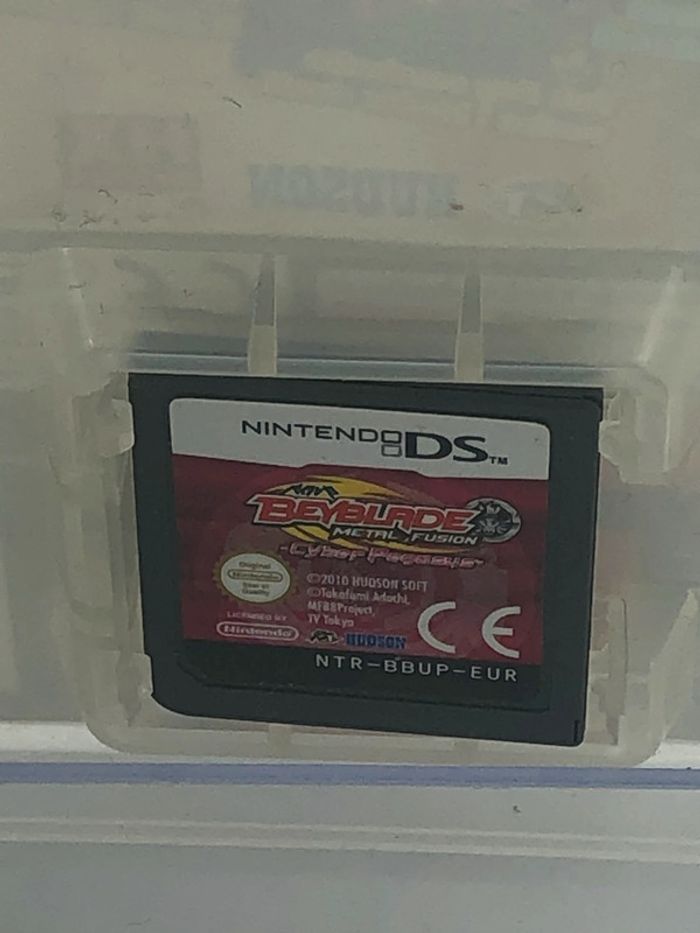 HUDSON
NINTENDO DS™
BEYBLADE
METAL FUSION
-Cyber Pegasus-
Original
Nintendo
Seal of
Quality
©2010 HUDSON SOFT
©Takafumi Adachi,
MFBBProject,
TV Tokyo
LICENSED BY
Nintendo
HUDSON
CE
NTR-BBUP-EUR